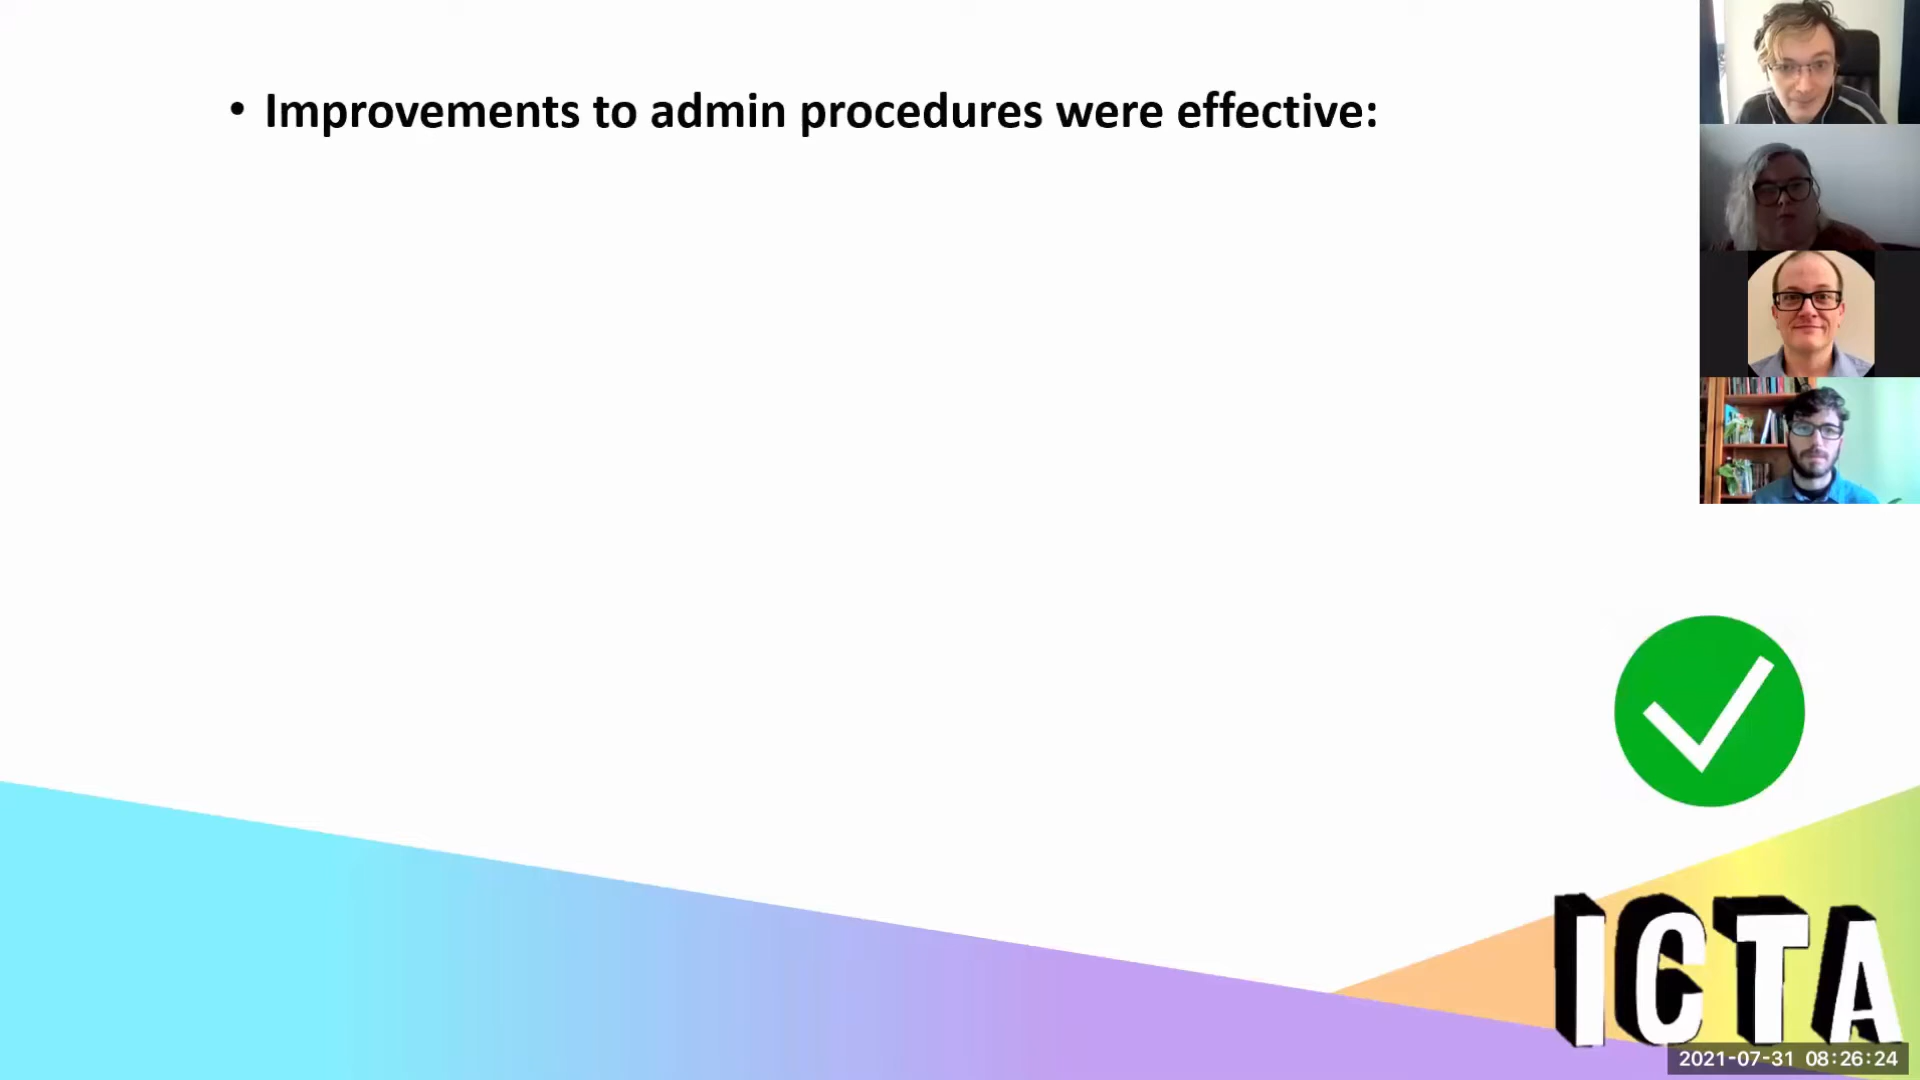 • Improvements to admin procedures were effective:
ICTA
2021-07-31 08:26:24